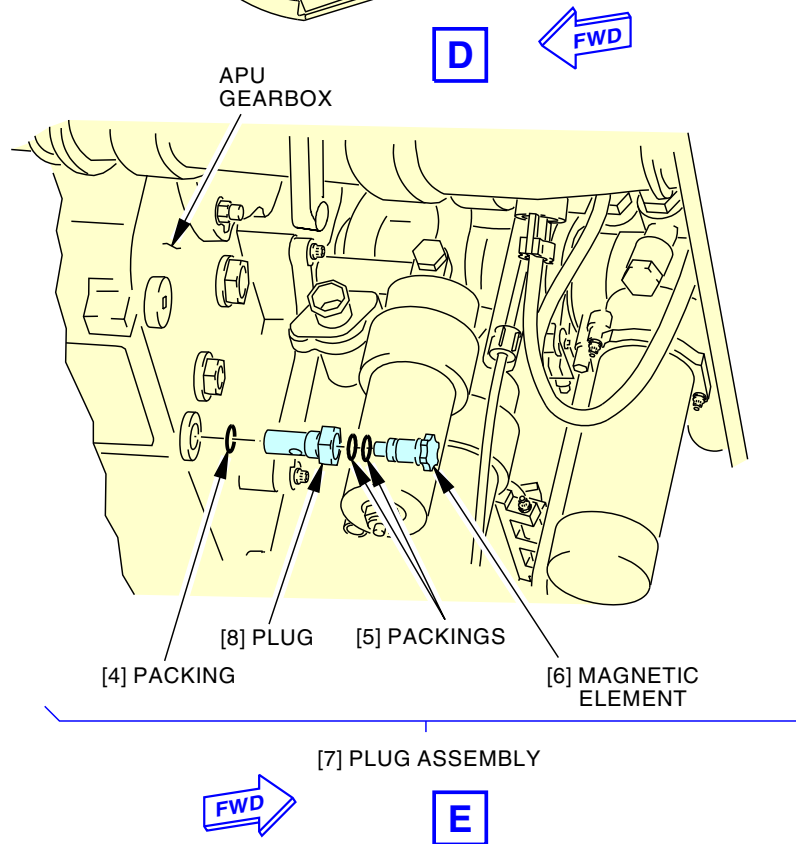 D
FWD
APU
GEARBOX
[8] PLUG
[5] PACKINGS
[4] PACKING
[6] MAGNETIC
ELEMENT
[7] PLUG ASSEMBLY
FWD
E